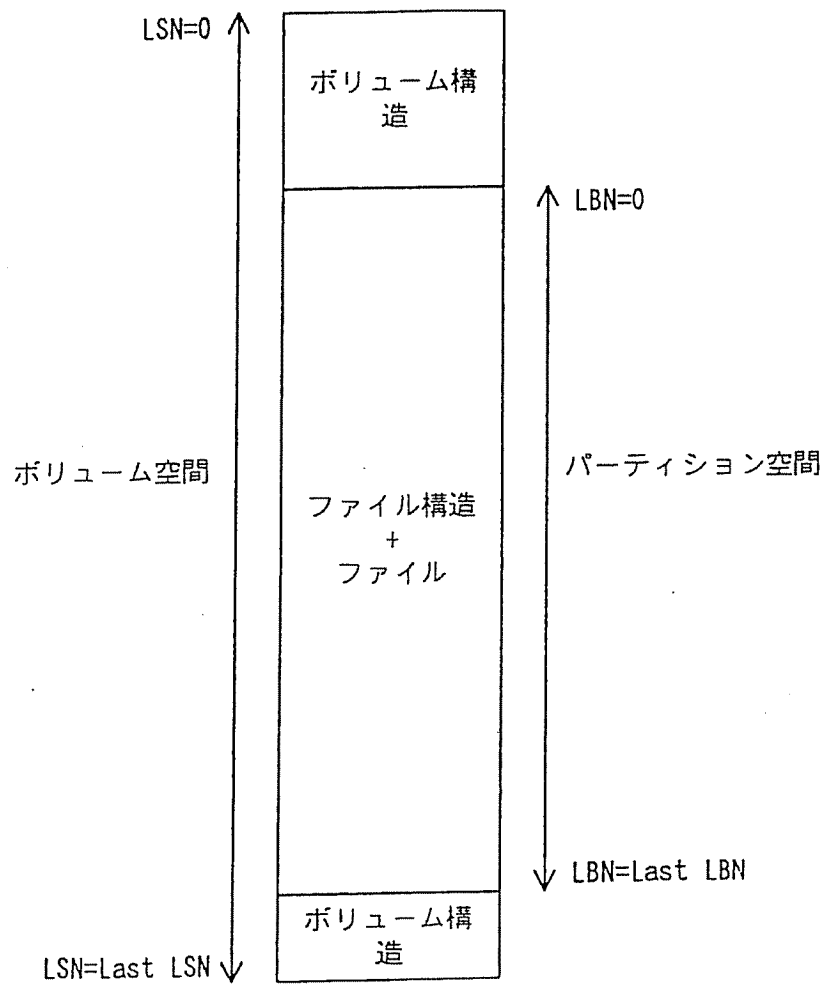 LSN=0
ボリューム構
造
LBN=0
ボリューム空間
パーティション空間
ファイル構造
+
ファイル
LBN=Last LBN
ボリューム構
造
LSN=Last LSN